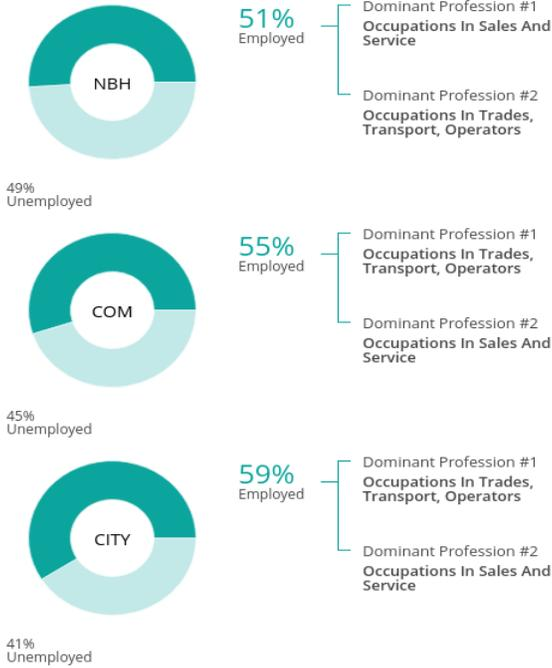 NBH
51%
Employed
Dominant Profession #1
Occupations In Sales And
Service
Dominant Profession #2
Occupations In Trades,
Transport, Operators
49%
Unemployed
COM
55%
Employed
Dominant Profession #1
Occupations In Trades,
Transport, Operators
Dominant Profession #2
Occupations In Sales And
Service
45%
Unemployed
CITY
59%
Employed
Dominant Profession #1
Occupations In Trades,
Transport, Operators
Dominant Profession #2
Occupations In Sales And
Service
41%
Unemployed